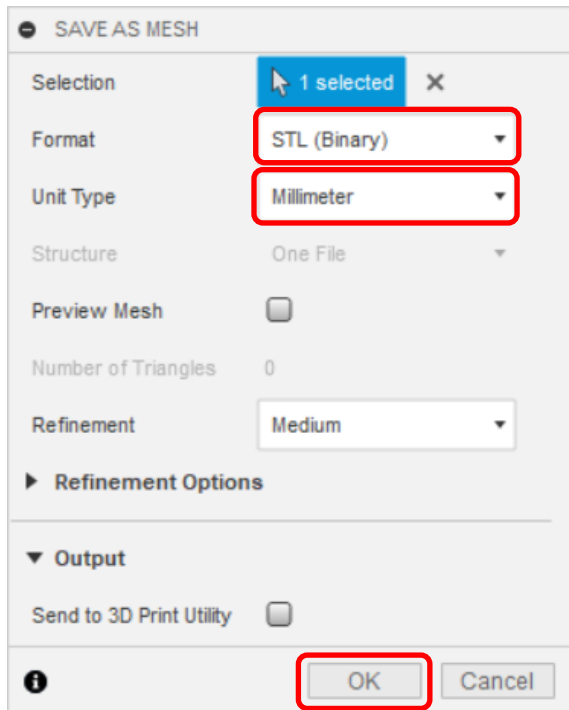 SAVE AS MESH
Selection 1 selected
Format STL (Binary)
Unit Type Millimeter
Structure One File
Preview Mesh
Number of Triangles 0
Refinement Medium
Refinement Options
Output
Send to 3D Print Utility
OK Cancel